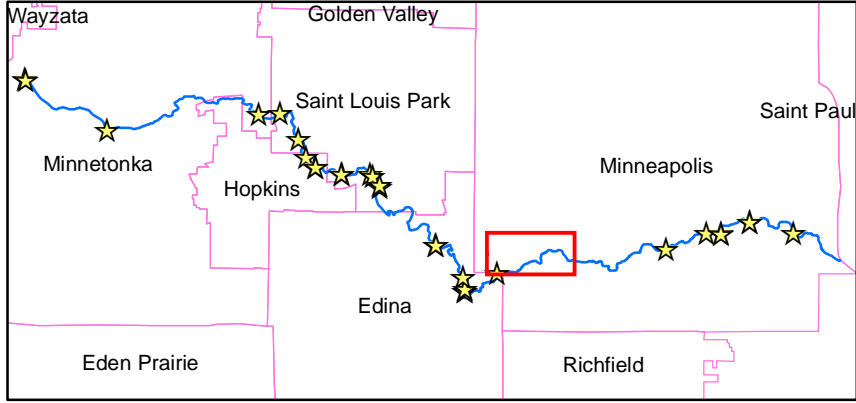 Wayzata
Golden Valley
Saint Louis Park
Saint Paul
Minnetonka
Minneapolis
Hopkins
Edina
Eden Prairie
Richfield